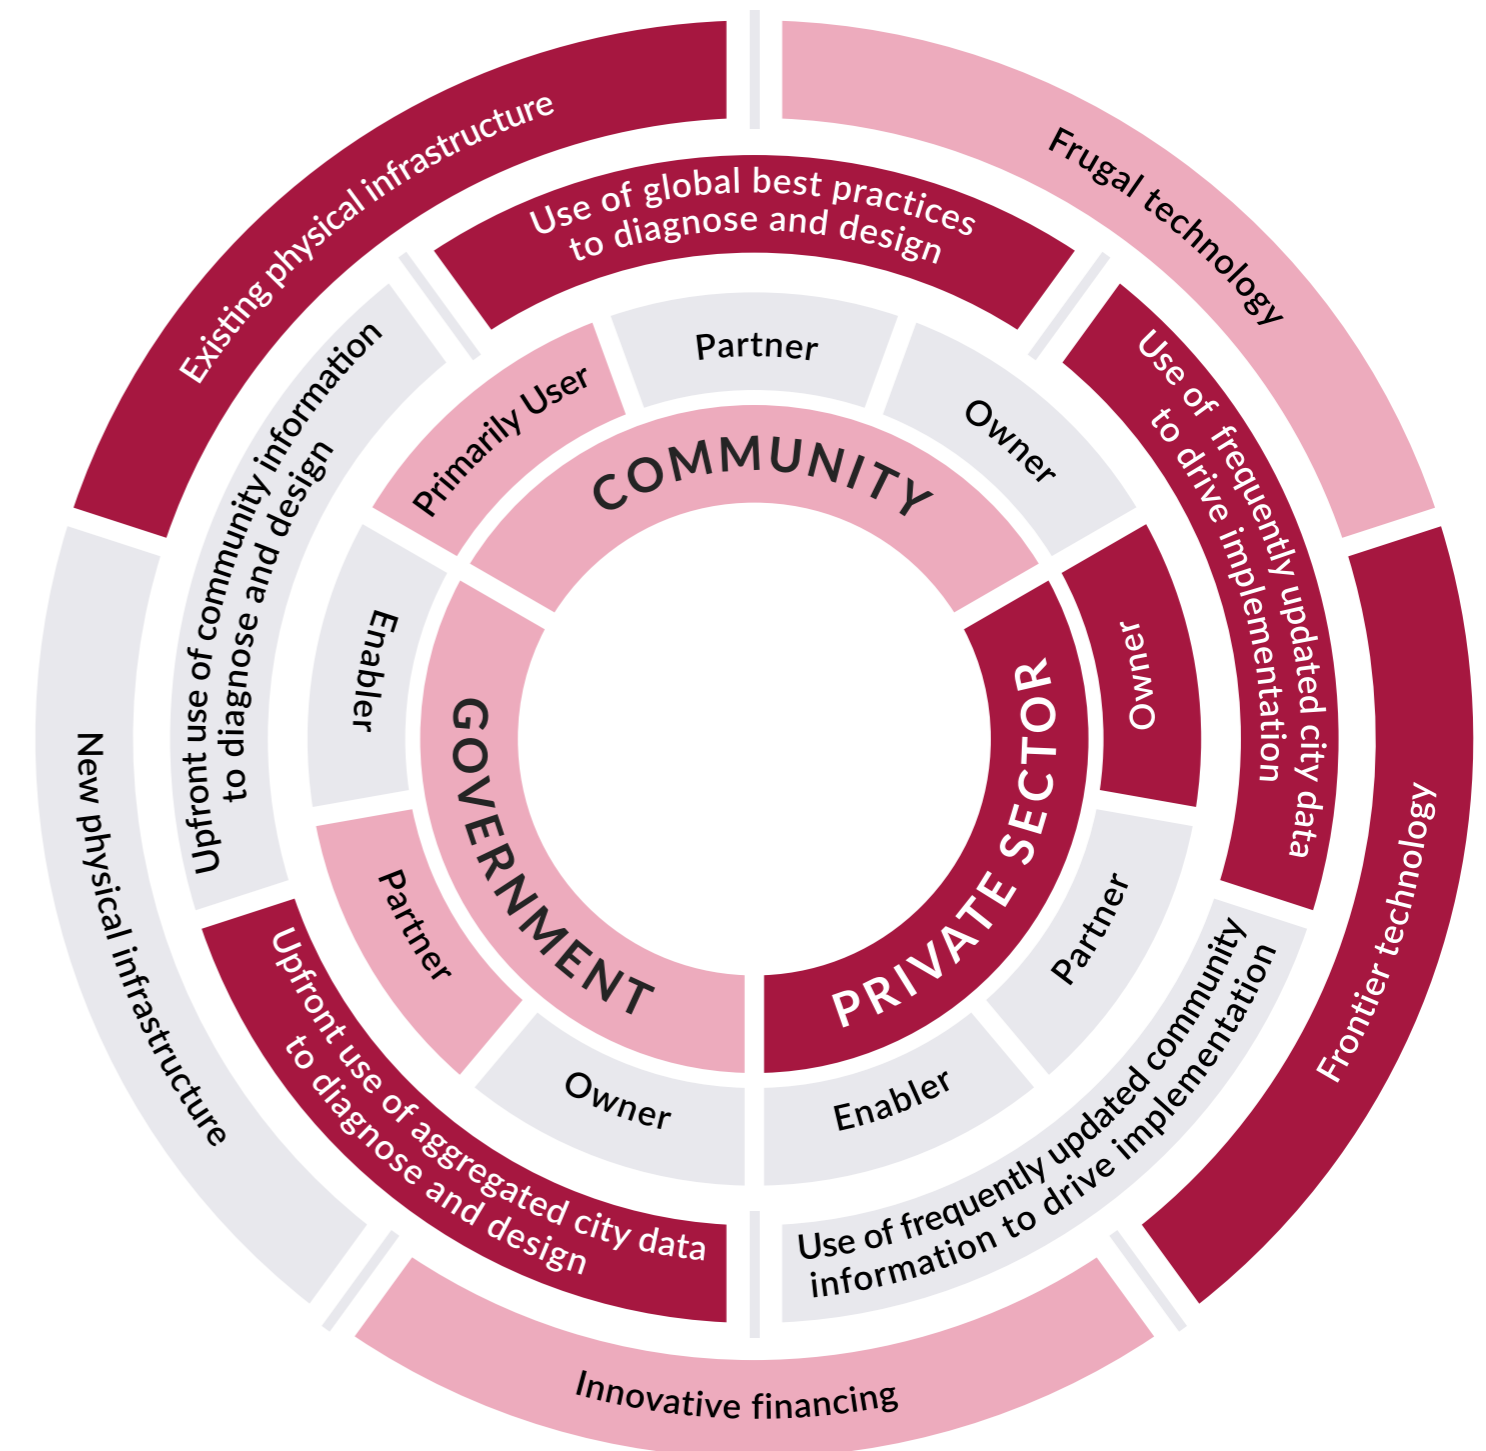 Existing physical infrastructure
Frugal technology
Frontier technology
Innovative financing
New physical infrastructure
Use of global best practices
to diagnose and design
Use of frequently updated city data
to drive implementation
Use of frequently updated community
information to drive implementation
Upfront use of aggregated city data
to diagnose and design
Upfront use of community information
to diagnose and design
Primarily User
Partner
Owner
Owner
Partner
Enabler
Owner
Partner
Enabler
COMMUNITY
PRIVATE SECTOR
GOVERNMENT